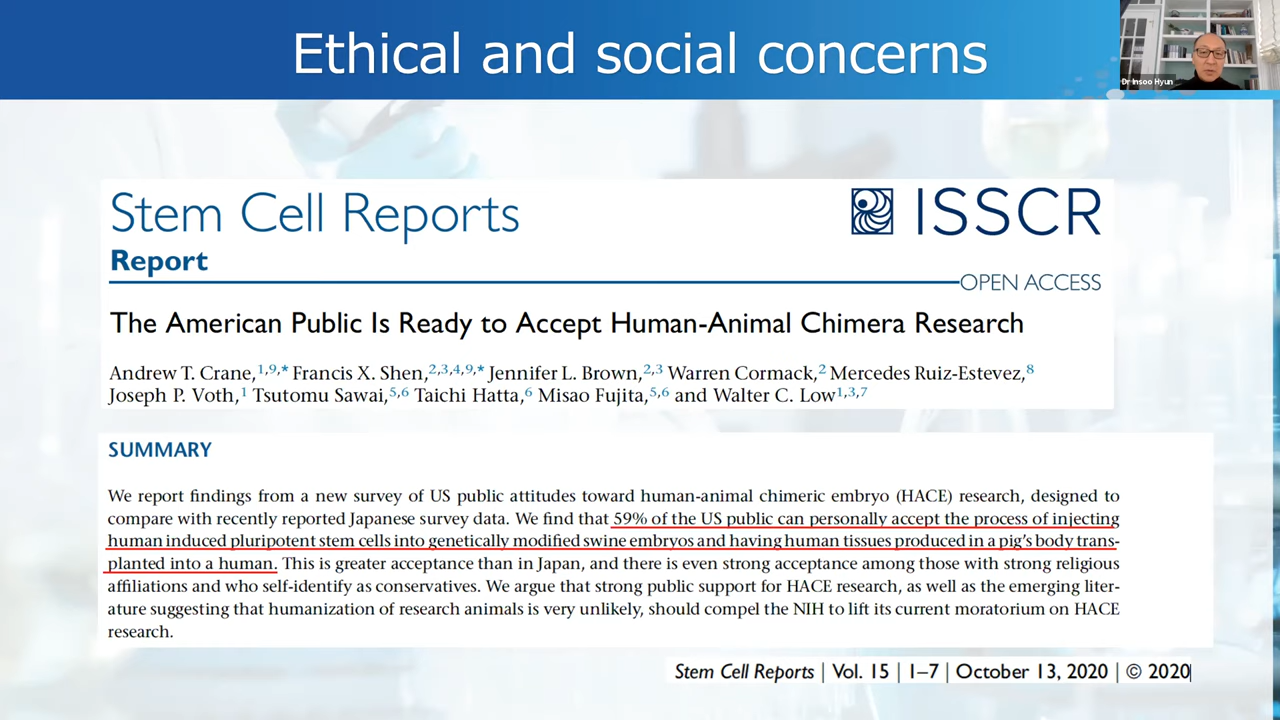 Ethical and social concerns
Dr Insoo Hyun
Stem Cell Reports
ISSCR
Report
OPEN ACCESS
The American Public Is Ready to Accept Human-Animal Chimera Research
Andrew T. Crane,1,9,* Francis X. Shen,2,3,4,9,* Jennifer L. Brown,2,3 Warren Cormack,2 Mercedes Ruiz-Estevez,8
Joseph P. Voth,1 Tsutomu Sawai,5,6 Taichi Hatta,6 Misao Fujita,5,6 and Walter C. Low1,3,7
SUMMARY
We report findings from a new survey of US public attitudes toward human-animal chimeric embryo (HACE) research, designed to
compare with recently reported Japanese survey data. We find that 59% of the US public can personally accept the process of injecting
human induced pluripotent stem cells into genetically modified swine embryos and having human tissues produced in a pig's body trans-
planted into a human. This is greater acceptance than in Japan, and there is even strong acceptance among those with strong religious
affiliations and who self-identify as conservatives. We argue that strong public support for HACE research, as well as the emerging liter-
ature suggesting that humanization of research animals is very unlikely, should compel the NIH to lift its current moratorium on HACE
research.
Stem Cell Reports | Vol. 15 | 1–7 | October 13, 2020 | © 2020